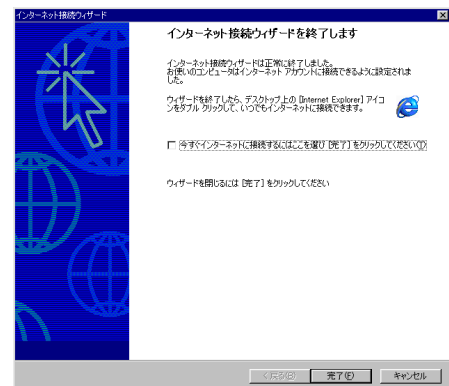 インターネット接続ウィザード
インターネット接続ウィザードを終了します
インターネット接続ウィザードは正常に終了しました。
お使いのコンピュータはインターネット アカウントに接続できるように設定されま
した。
ウィザードを終了したら、デスクトップ上の [Internet Explorer] アイコ
ンをダブル クリックして、いつでもインターネットに接続できます。
今すぐインターネットに接続するにはここを選び [完了] をクリックしてください(T)
ウィザードを閉じるには [完了] をクリックしてください
< 戻る(B)
完了(F)
キャンセル